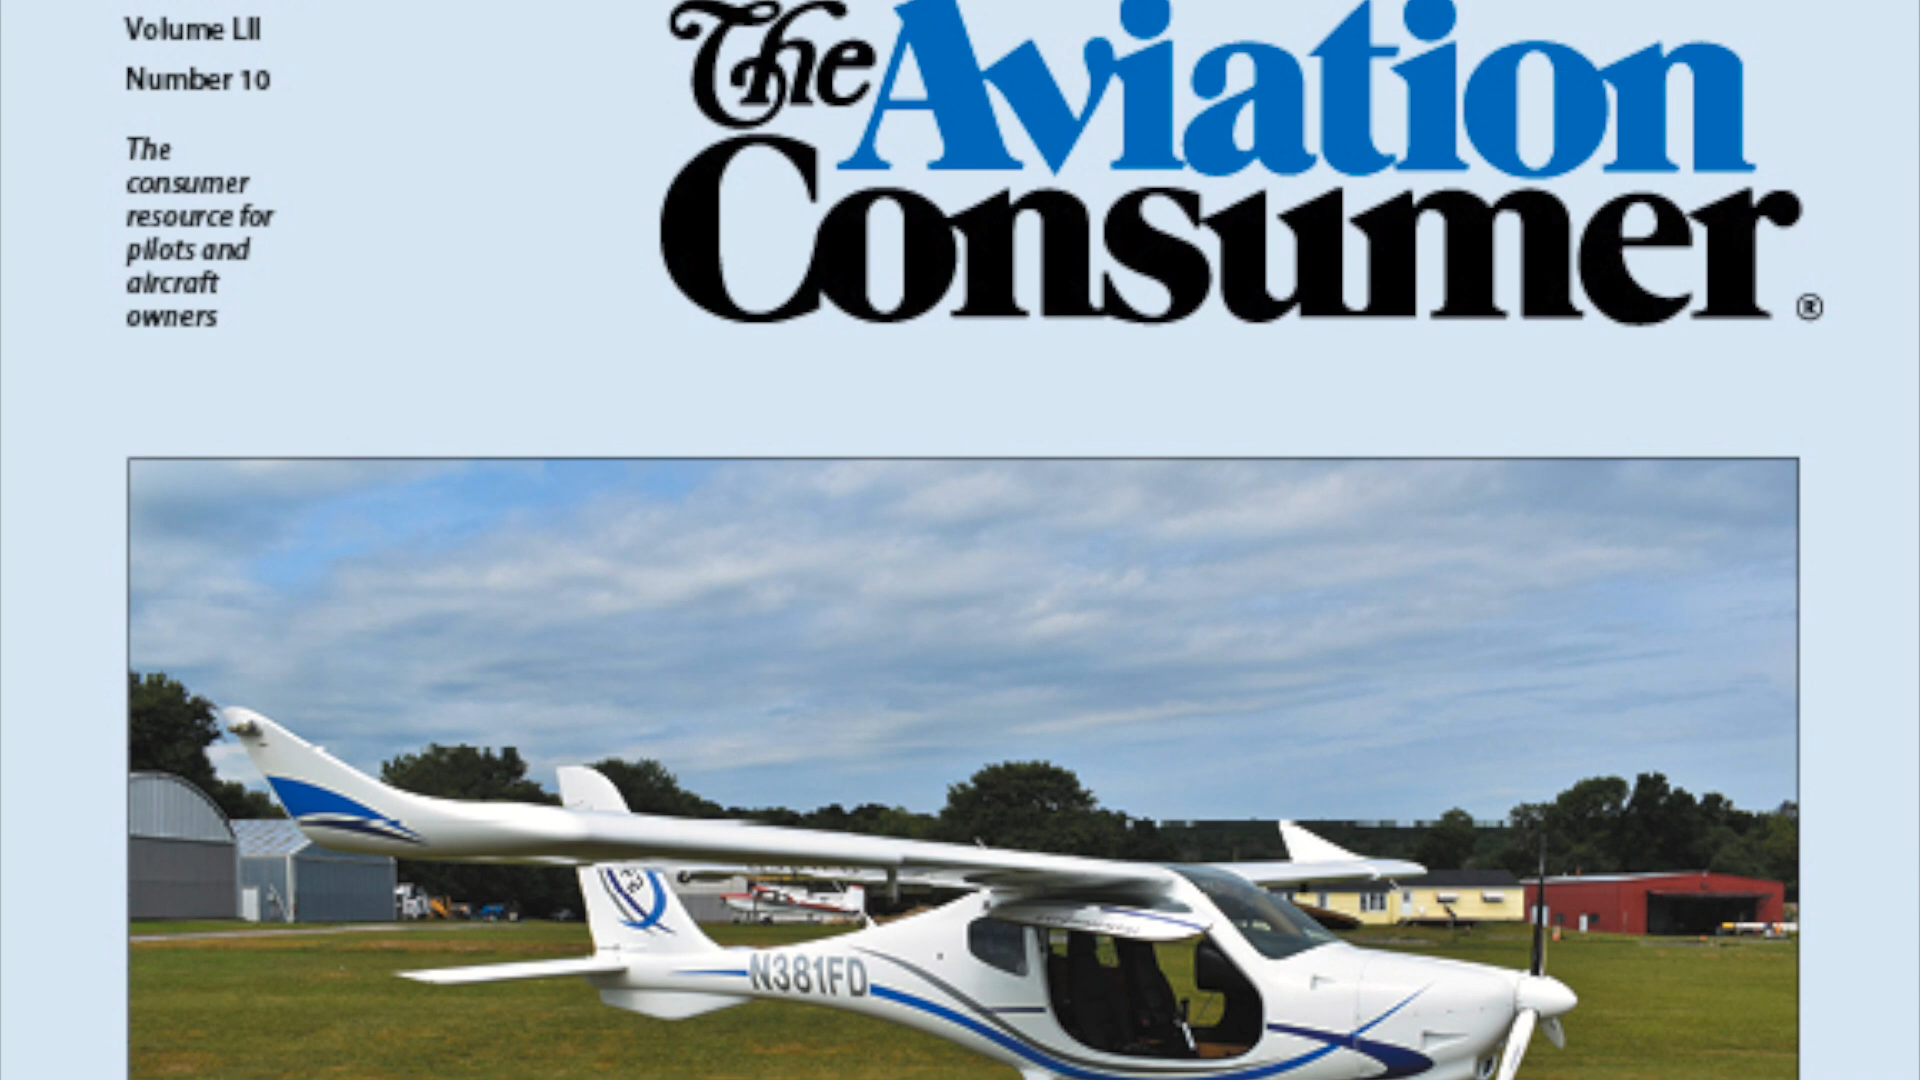 Volume LII
Number 10
The
consumer
resource for
pilots and
aircraft
owners
The Aviation
Consumer®
N381FD